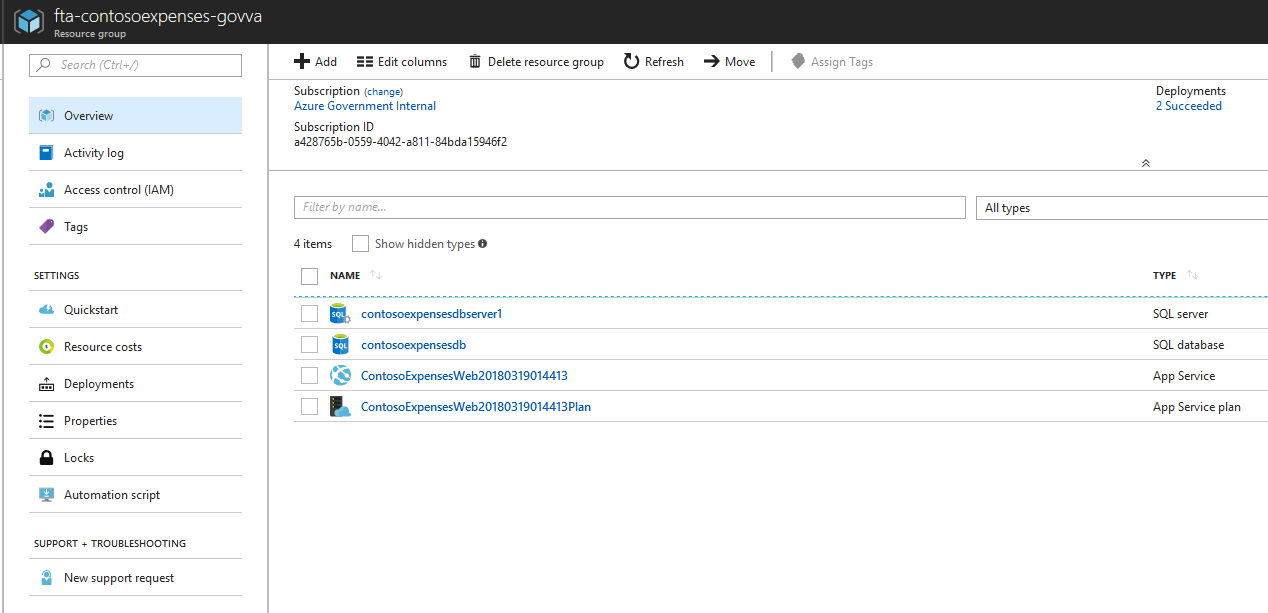 fta-contosoexpenses-govva
Resource group
Search (Ctrl+/)
Overview
Activity log
Access control (IAM)
Tags
SETTINGS
Quickstart
Resource costs
Deployments
Properties
Locks
Automation script
SUPPORT + TROUBLESHOOTING
New support request
Add Edit columns Delete resource group Refresh Move Assign Tags
Subscription (change)
Azure Government Internal
Subscription ID
a428765b-0559-4042-a811-84bda15946f2
Deployments
2 Succeeded
Filter by name...
All types
4 items Show hidden types
NAME TYPE
SQL contosoexpensesdbserver1 SQL server
SQL contosoexpensesdb SQL database
ContosoExpensesWeb20180319014413 App Service
ContosoExpensesWeb20180319014413Plan App Service plan